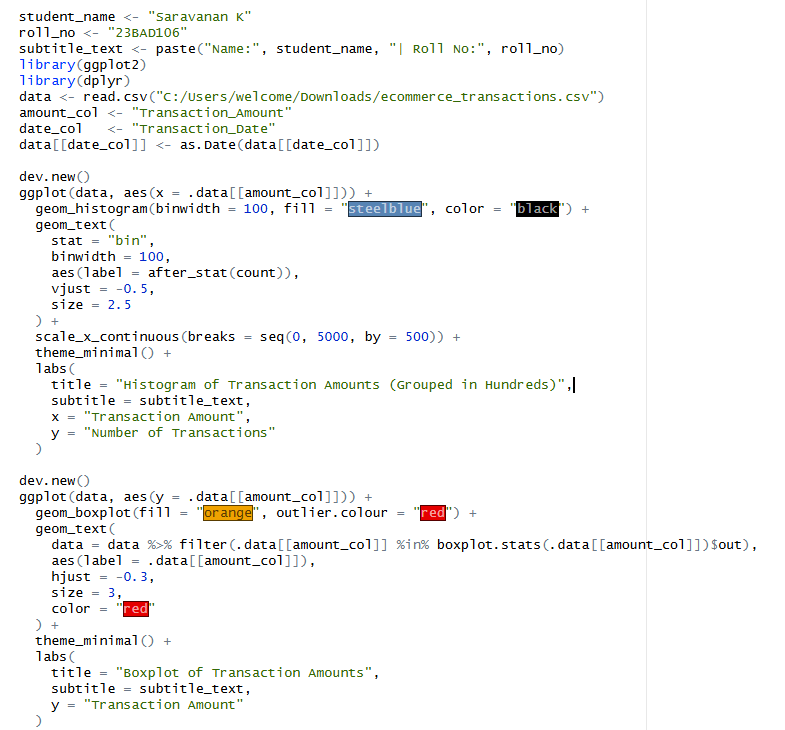 student_name <- "Saravanan K"
roll_no <- "23BAD106"
subtitle_text <- paste("Name:", student_name, "| Roll No:", roll_no)
library(ggplot2)
library(dplyr)
data <- read.csv("C:/Users/welcome/Downloads/ecommerce_transactions.csv")
amount_col <- "Transaction_Amount"
date_col   <- "Transaction_Date"
data[[date_col]] <- as.Date(data[[date_col]])

dev.new()
ggplot(data, aes(x = .data[[amount_col]])) +
  geom_histogram(binwidth = 100, fill = "steelblue", color = "black") +
  geom_text(
    stat = "bin",
    binwidth = 100,
    aes(label = after_stat(count)),
    vjust = -0.5,
    size = 2.5
  ) +
  scale_x_continuous(breaks = seq(0, 5000, by = 500)) +
  theme_minimal() +
  labs(
    title = "Histogram of Transaction Amounts (Grouped in Hundreds)",
    subtitle = subtitle_text,
    x = "Transaction Amount",
    y = "Number of Transactions"
  )

dev.new()
ggplot(data, aes(y = .data[[amount_col]])) +
  geom_boxplot(fill = "orange", outlier.colour = "red") +
  geom_text(
    data = data %>% filter(.data[[amount_col]] %in% boxplot.stats(.data[[amount_col]])$out),
    aes(label = .data[[amount_col]]),
    hjust = -0.3,
    size = 3,
    color = "red"
  ) +
  theme_minimal() +
  labs(
    title = "Boxplot of Transaction Amounts",
    subtitle = subtitle_text,
    y = "Transaction Amount"
  )